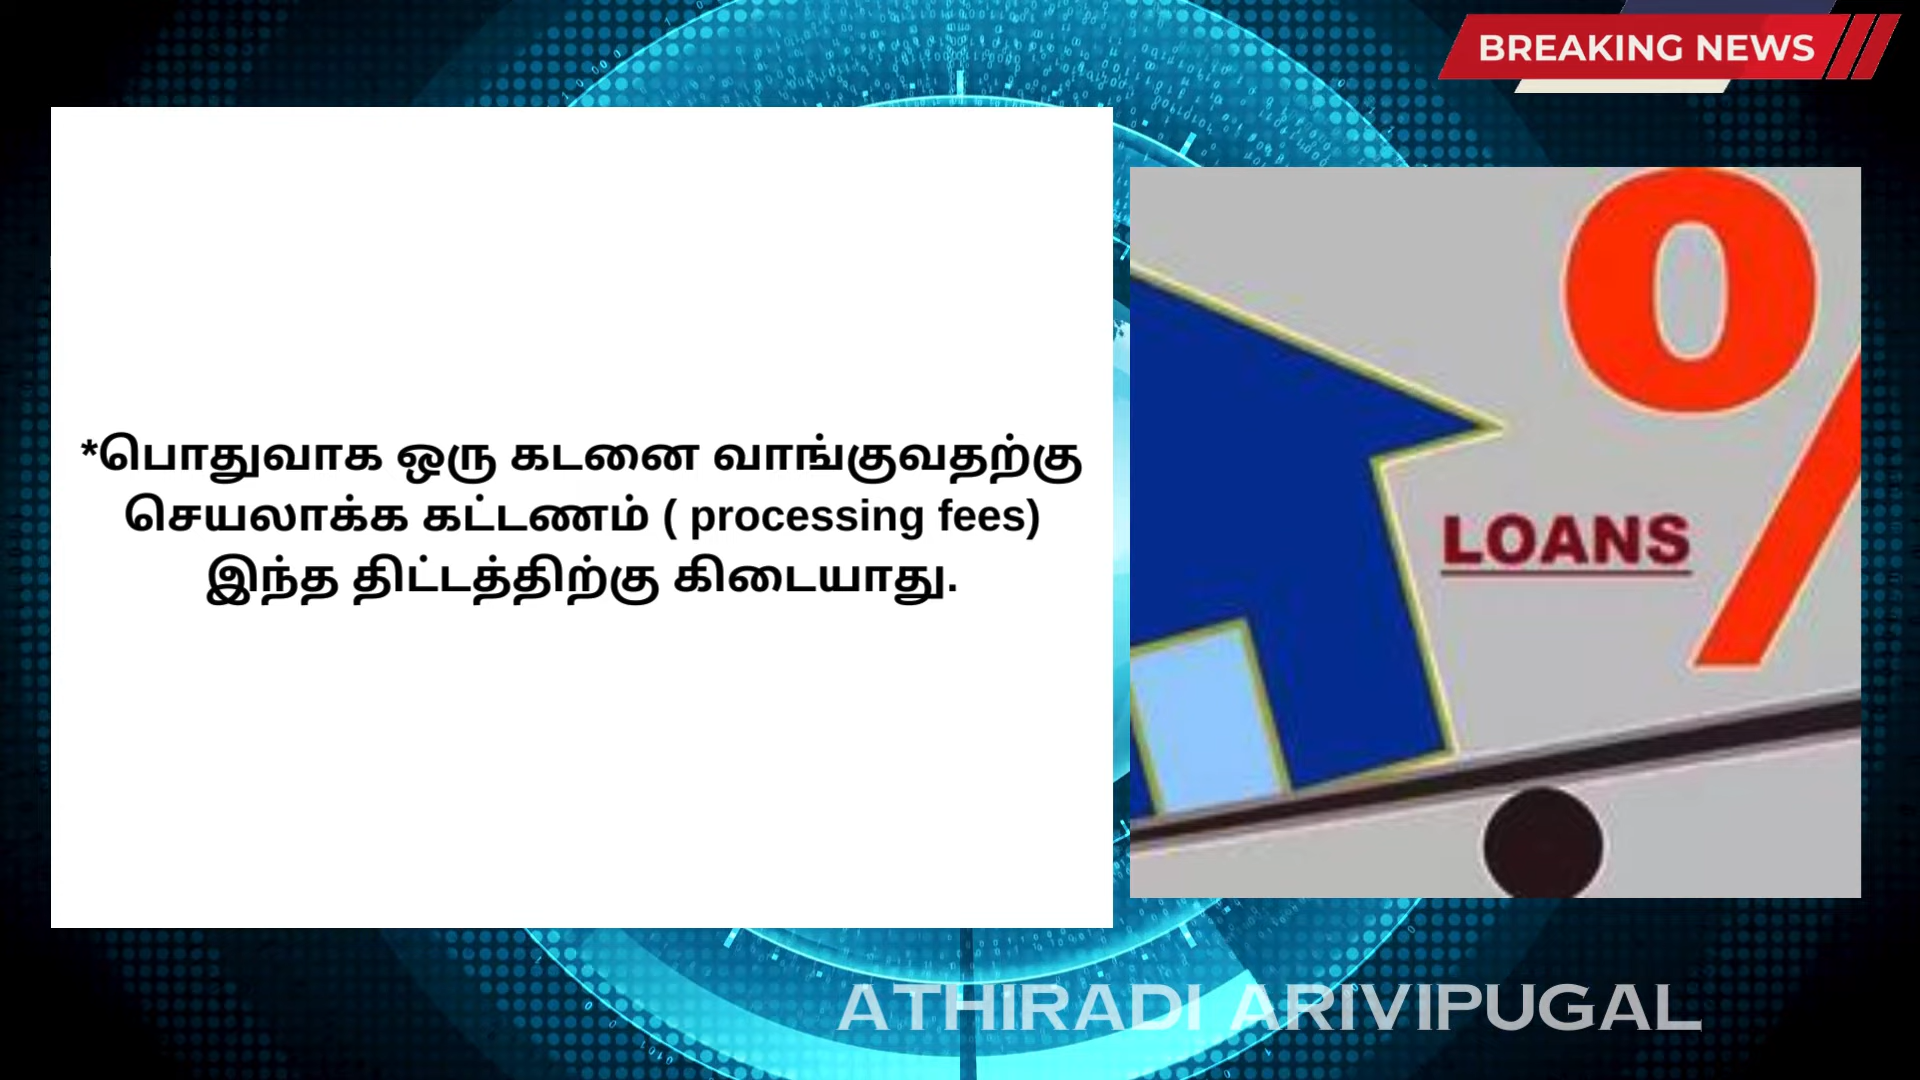 BREAKING NEWS
*பொதுவாக ஒரு கடனை வாங்குவதற்கு
செயலாக்க கட்டணம் ( processing fees)
இந்த திட்டத்திற்கு கிடையாது.
%
LOANS
ATHIRADI ARIVIPUGAL